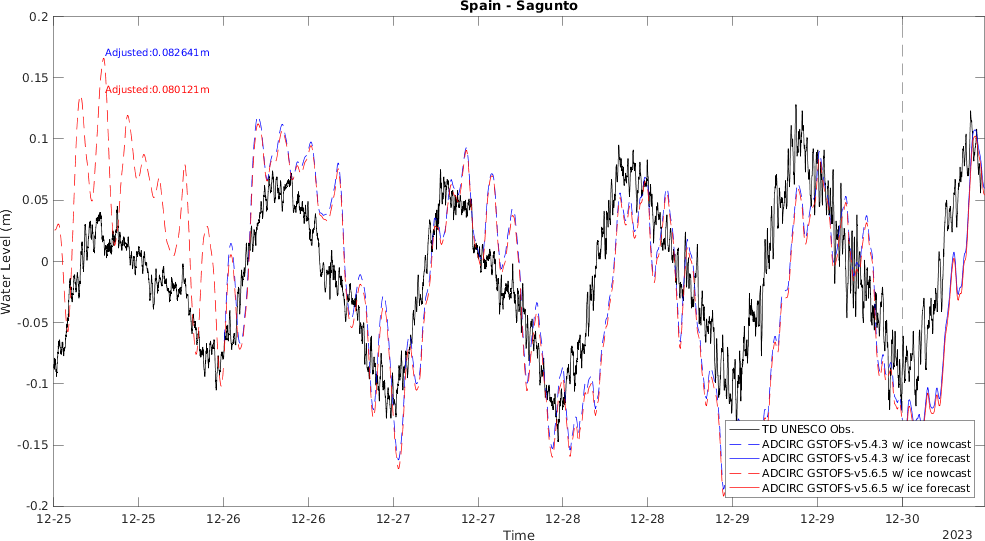 Spain - Sagunto
0.2
0.15
0.1
0.05
0
-0.05
-0.1
-0.15
-0.2
Water Level (m)
Adjusted:0.082641m
Adjusted:0.080121m
TD UNESCO Obs.
ADCIRC GSTOFS-v5.4.3 w/ ice nowcast
ADCIRC GSTOFS-v5.4.3 w/ ice forecast
ADCIRC GSTOFS-v5.6.5 w/ ice nowcast
ADCIRC GSTOFS-v5.6.5 w/ ice forecast
12-25 12-25 12-26 12-26 12-27 12-27 12-28 12-28 12-29 12-29 12-30
Time
2023